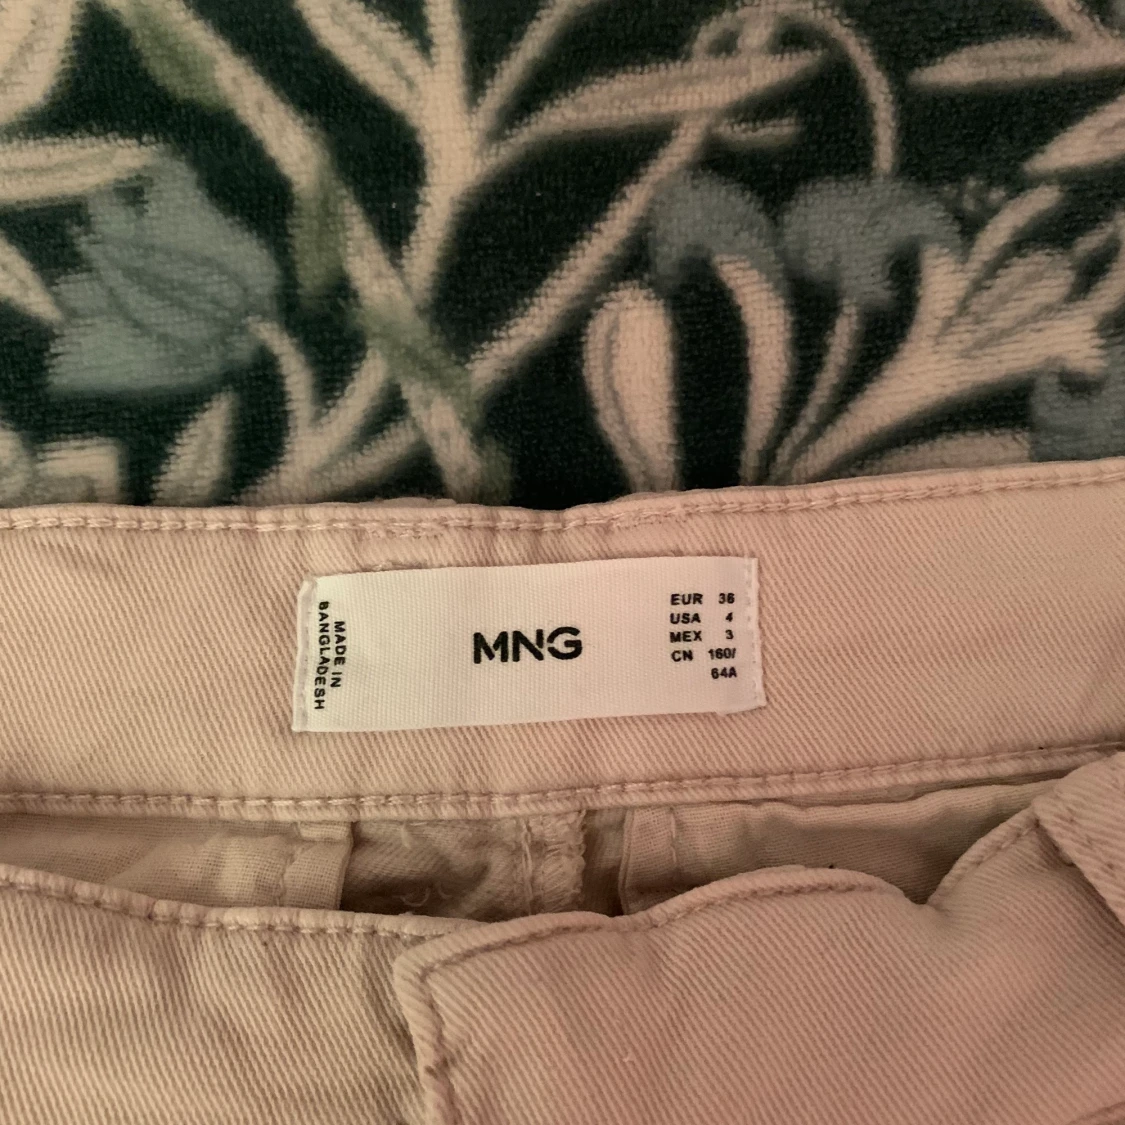 MADE IN
BANGLADESH
MNG
EUR 36
USA 4
MEX 3
CN 160/
64A